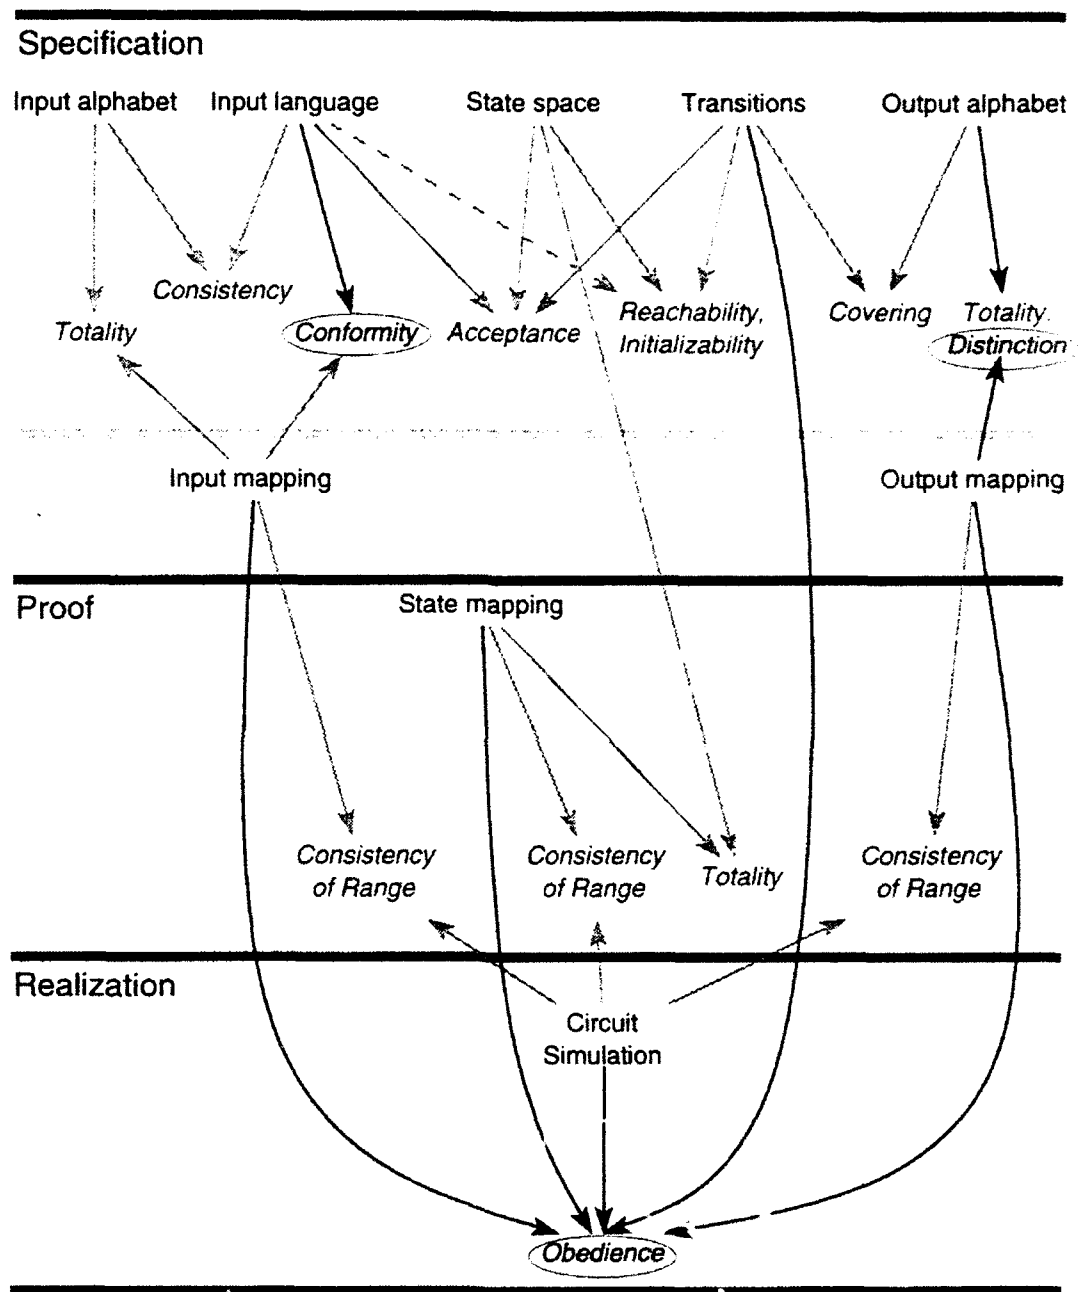 Specification
Input alphabet
Input language
State space
Transitions
Output alphabet
Consistency
Totality
Conformity
Acceptance
Reachability,
Initializability
Covering
Totality.
Distinction
Input mapping
Output mapping
Proof
State mapping
Consistency
of Range
Consistency
of Range
Totality
Consistency
of Range
Realization
Circuit
Simulation
Obedience